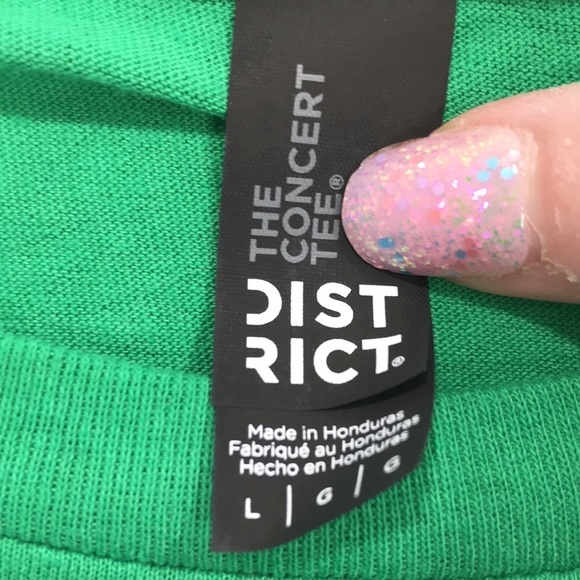 THE
CONCERT
TEE®
DIST
RICT®
Made in Honduras
Fabriqué au Honduras
Hecho en Honduras
L | G | G